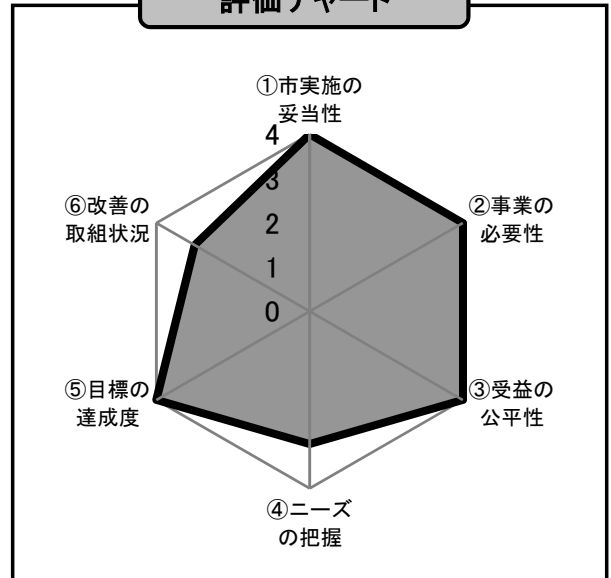 評価チャート
①市実施の
妥当性
4
3
2
1
0
②事業の
必要性
③受益の
公平性
④ニーズ
の把握
⑤目標の
達成度
⑥改善の
取組状況